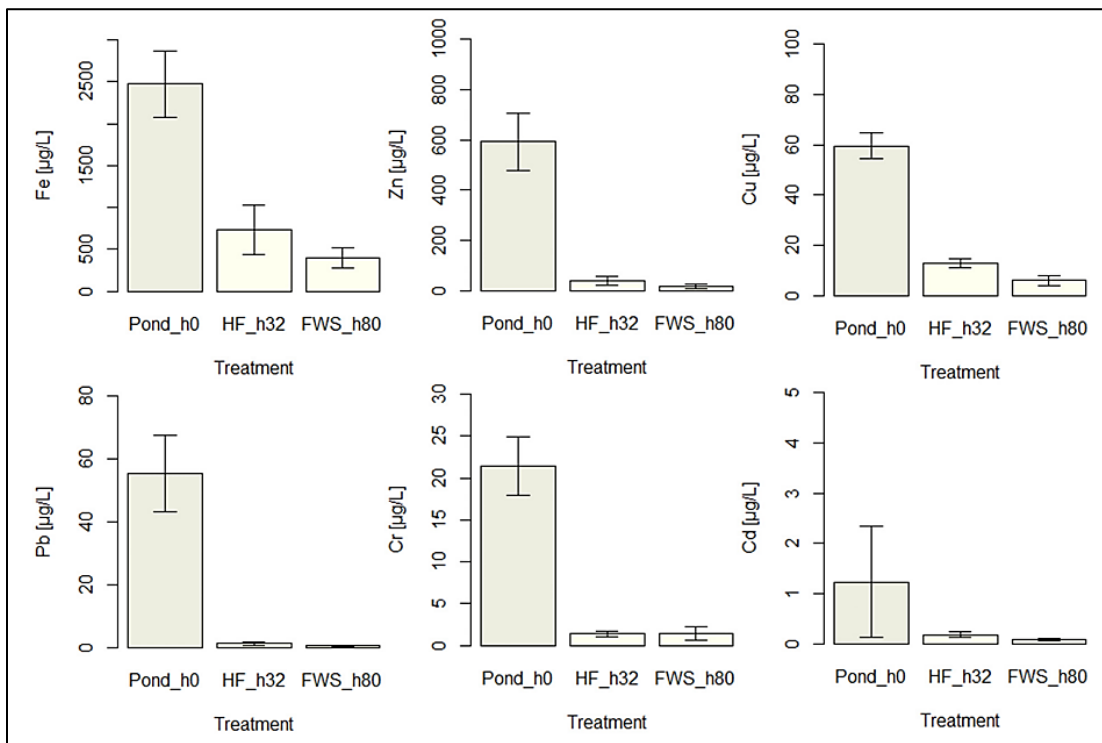 Fe [µg/L]
2500
1500
500
0
Pond_h0 HF_h32 FWS_h80
Treatment
Zn [µg/L]
1000
800
600
400
200
0
Pond_h0 HF_h32 FWS_h80
Treatment
Cu [µg/L]
100
80
60
40
20
0
Pond_h0 HF_h32 FWS_h80
Treatment
Pb [µg/L]
80
60
40
20
0
Pond_h0 HF_h32 FWS_h80
Treatment
Cr [µg/L]
30
25
20
15
10
5
0
Pond_h0 HF_h32 FWS_h80
Treatment
Cd [µg/L]
5
4
3
2
1
0
Pond_h0 HF_h32 FWS_h80
Treatment